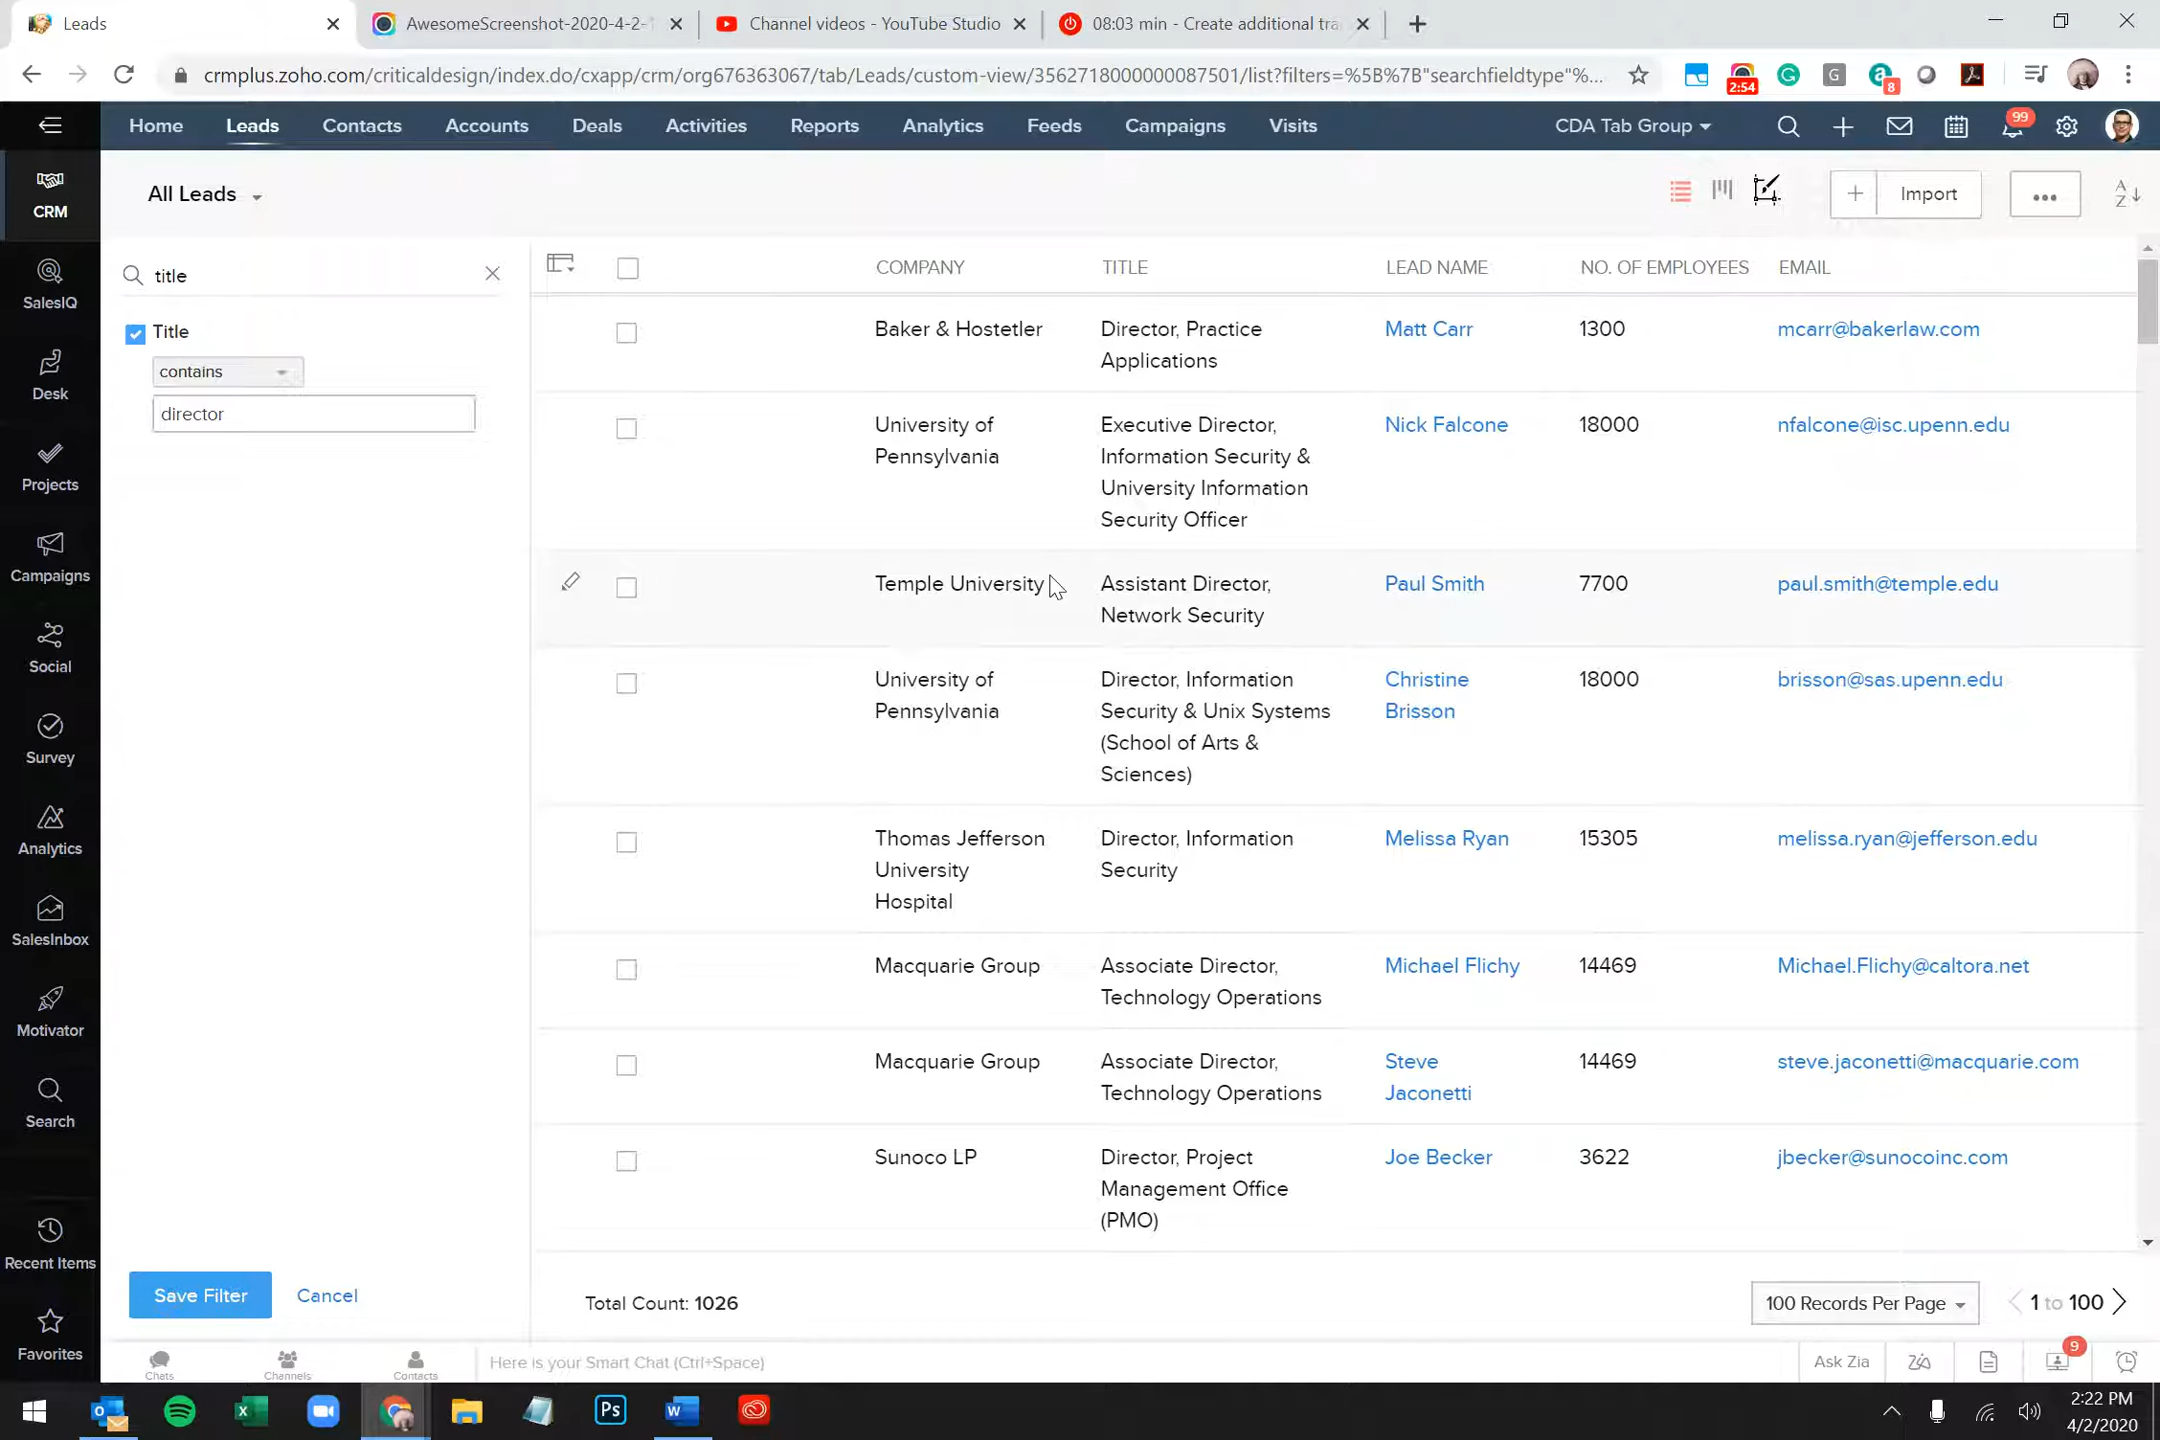 Leads
AwesomeScreenshot-2020-4-2-
Channel videos - YouTube Studio
08:03 min - Create additional tra
crmplus.zoho.com/criticaldesign/index.do/cxapp/crm/org676363067/tab/Leads/custom-view/3562718000000087501/list?filters=%5B%7B"searchfieldtype"%...
2:54
G
8
Home Leads Contacts Accounts Deals Activities Reports Analytics Feeds Campaigns Visits
CDA Tab Group
99
CRM
SalesIQ
Desk
Projects
Campaigns
Social
Survey
Analytics
SalesInbox
Motivator
Search
Recent Items
Favorites
All Leads
Import
title
Title
contains
director
Save Filter
Cancel
COMPANY TITLE LEAD NAME NO. OF EMPLOYEES EMAIL
Baker & Hostetler
Director, Practice
Applications
Matt Carr
1300
mcarr@bakerlaw.com
University of
Pennsylvania
Executive Director,
Information Security &
University Information
Security Officer
Nick Falcone
18000
nfalcone@isc.upenn.edu
Temple University
Assistant Director,
Network Security
Paul Smith
7700
paul.smith@temple.edu
University of
Pennsylvania
Director, Information
Security & Unix Systems
(School of Arts &
Sciences)
Christine
Brisson
18000
brisson@sas.upenn.edu
Thomas Jefferson
University
Hospital
Director, Information
Security
Melissa Ryan
15305
melissa.ryan@jefferson.edu
Macquarie Group
Associate Director,
Technology Operations
Michael Flichy
14469
Michael.Flichy@caltora.net
Macquarie Group
Associate Director,
Technology Operations
Steve
Jaconetti
14469
steve.jaconetti@macquarie.com
Sunoco LP
Director, Project
Management Office
(PMO)
Joe Becker
3622
jbecker@sunocoinc.com
Total Count: 1026
100 Records Per Page
1 to 100
Chats
Channels
Contacts
Here is your Smart Chat (Ctrl+Space)
Ask Zia
9
Ps
2:22 PM
4/2/2020